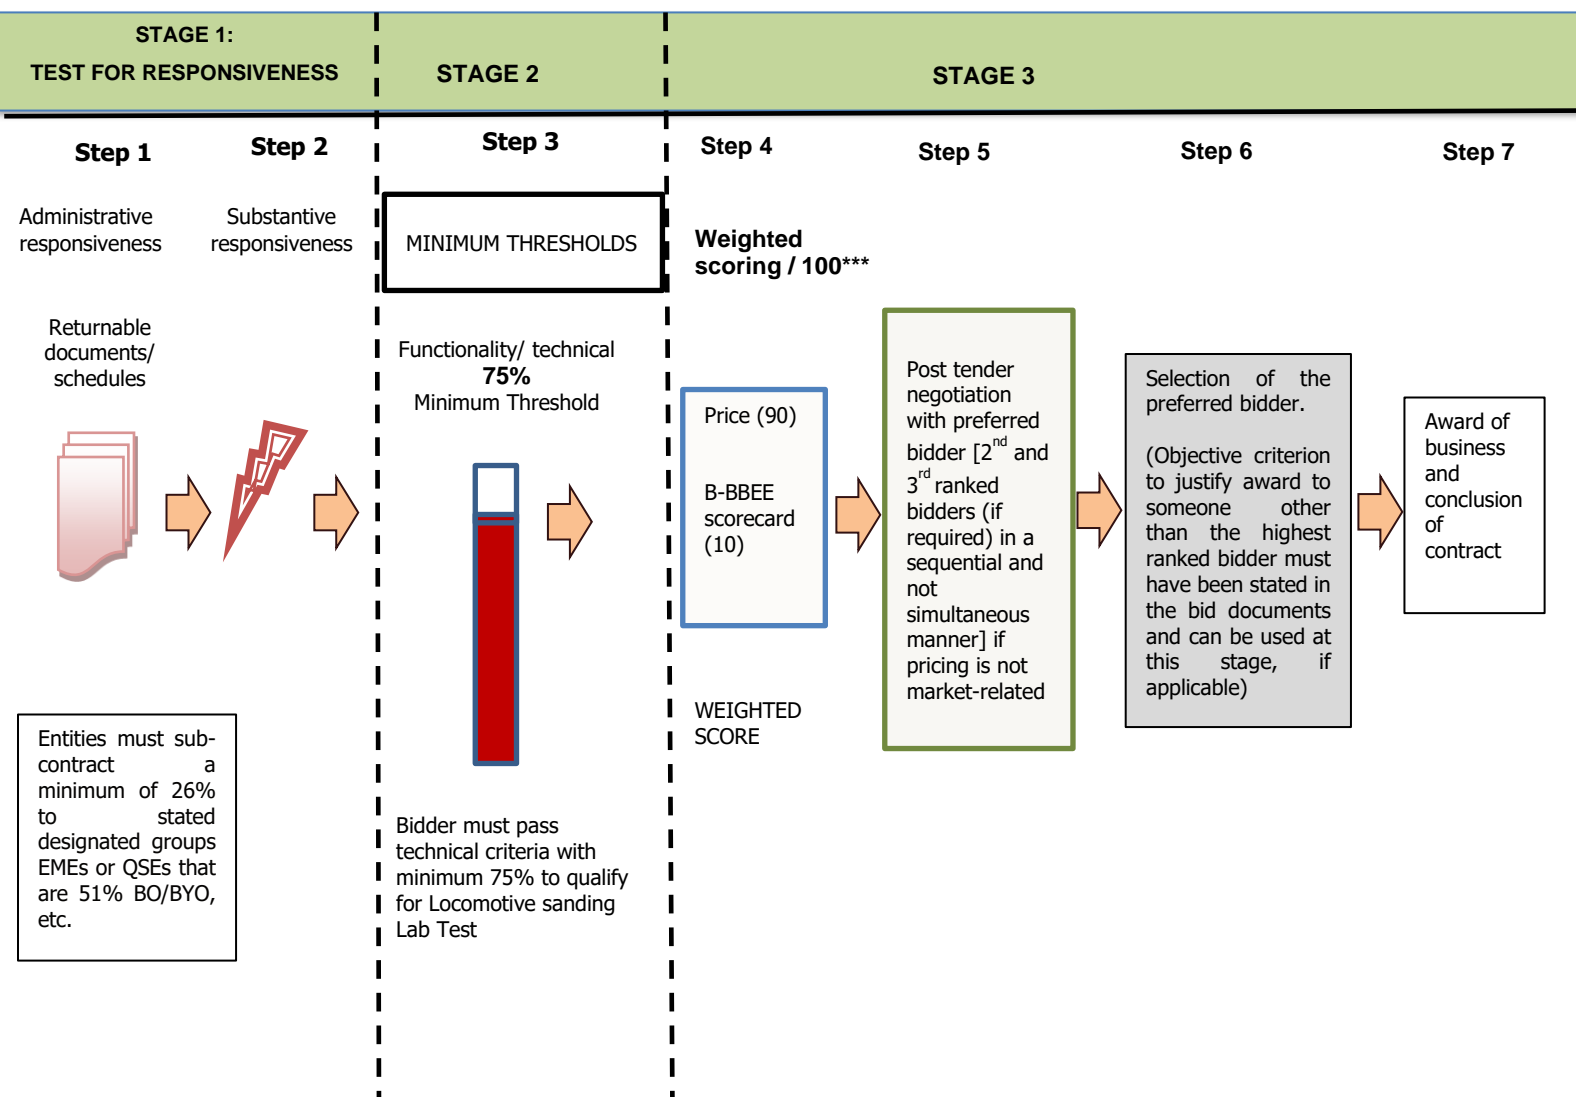 STAGE 1:
TEST FOR RESPONSIVENESS
STAGE 2
STAGE 3
Step 1
Step 2
Step 3
Step 4
Step 5
Step 6
Step 7
Administrative
responsiveness
Substantive
responsiveness
MINIMUM THRESHOLDS
Weighted
scoring / 100***
Returnable
documents/
schedules
Functionality/ technical
75%
Minimum Threshold
Price (90)
B-BBEE
scorecard
(10)
Post tender
negotiation
with preferred
bidder [2nd and
3rd ranked
bidders (if
required) in a
sequential and
not
simultaneous
manner] if
pricing is not
market-related
Selection of the
preferred bidder.
(Objective criterion
to justify award to
someone other
than the highest
ranked bidder must
have been stated in
the bid documents
and can be used at
this stage, if
applicable)
Award of
business
and
conclusion
of
contract
WEIGHTED
SCORE
Entities must sub-
contract a
minimum of 26%
to stated
designated groups
EMEs or QSEs that
are 51% BO/BYO,
etc.
Bidder must pass
technical criteria with
minimum 75% to qualify
for Locomotive sanding
Lab Test